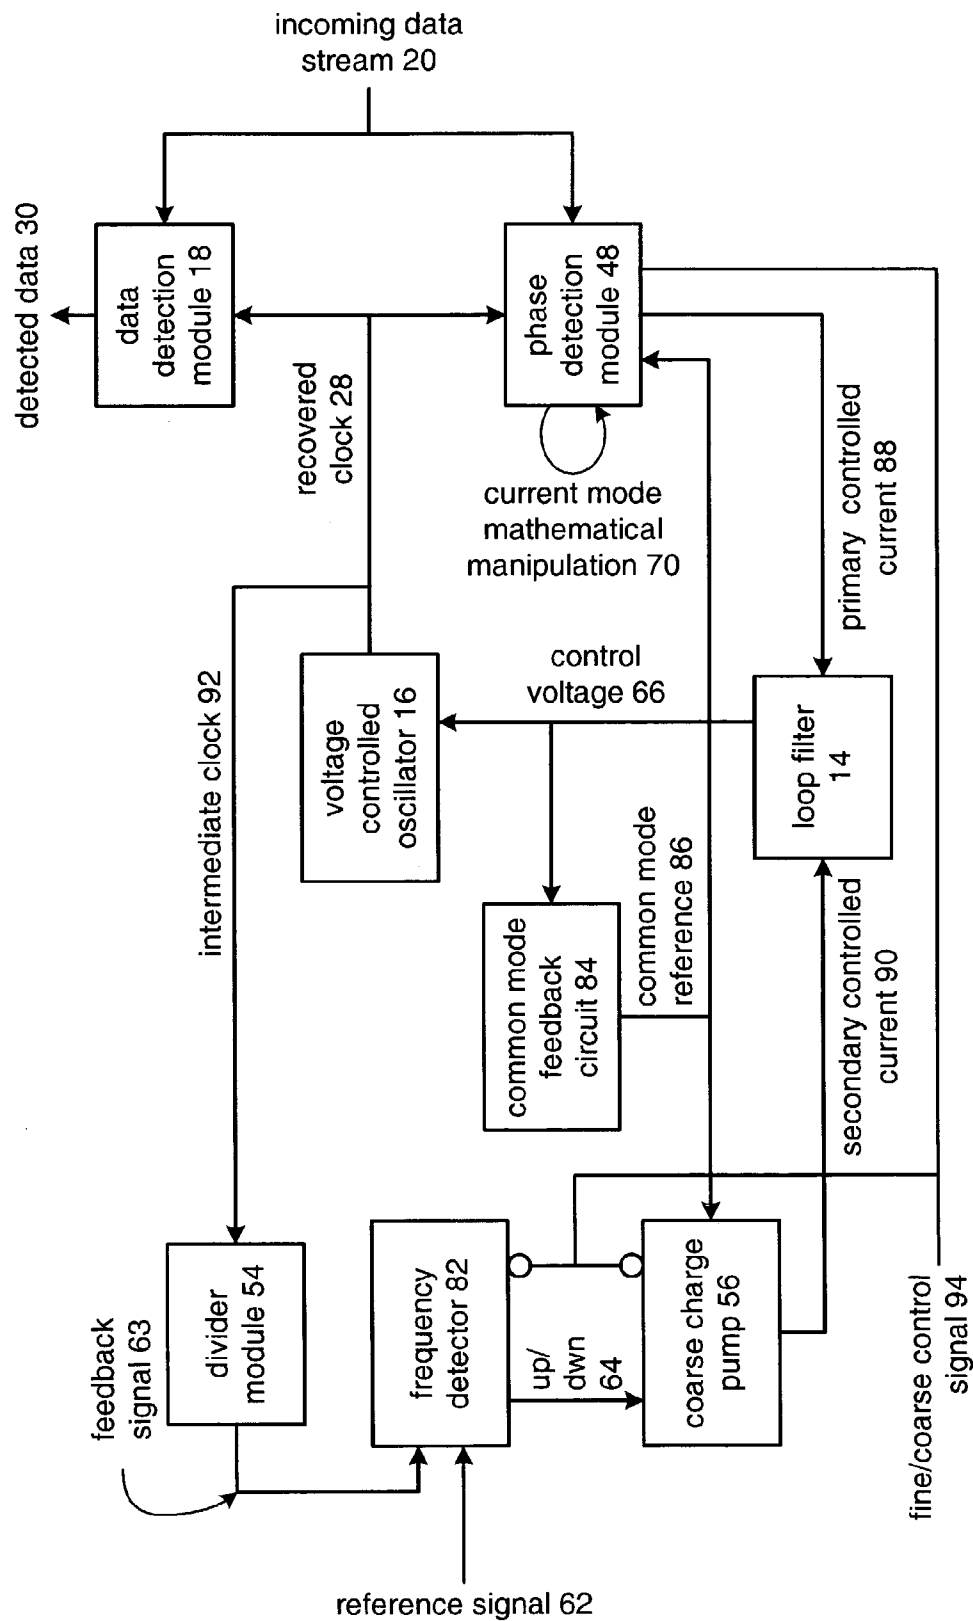 incoming data
stream 20
detected data 30
data
detection
module 18
recovered
clock 28
phase
detection
module 48
current mode
mathematical
manipulation 70
primary controlled
current 88
intermediate clock 92
voltage
controlled
oscillator 16
control
voltage 66
loop filter
14
common mode
feedback
circuit 84
common mode
reference 86
secondary controlled
current 90
feedback
signal 63
divider
module 54
frequency
detector 82
up/
dwn
64
coarse charge
pump 56
reference signal 62
fine/coarse control
signal 94